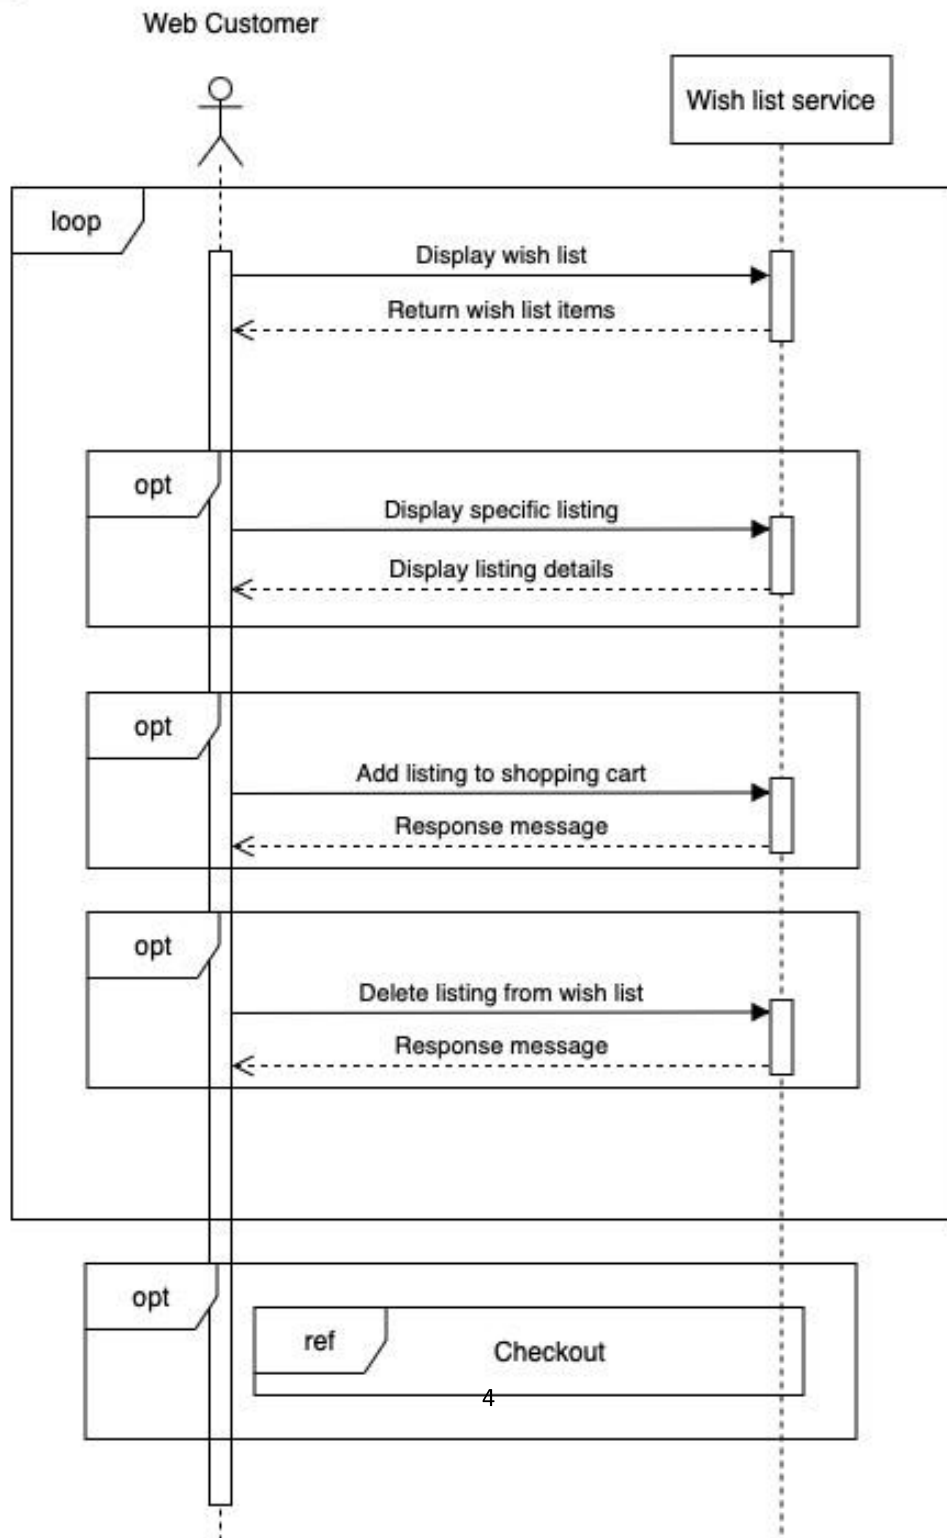 Web Customer
Wish list service
loop
Display wish list
Return wish list items
opt
Display specific listing
Display listing details
opt
Add listing to shopping cart
Response message
opt
Delete listing from wish list
Response message
opt
ref
Checkout
4